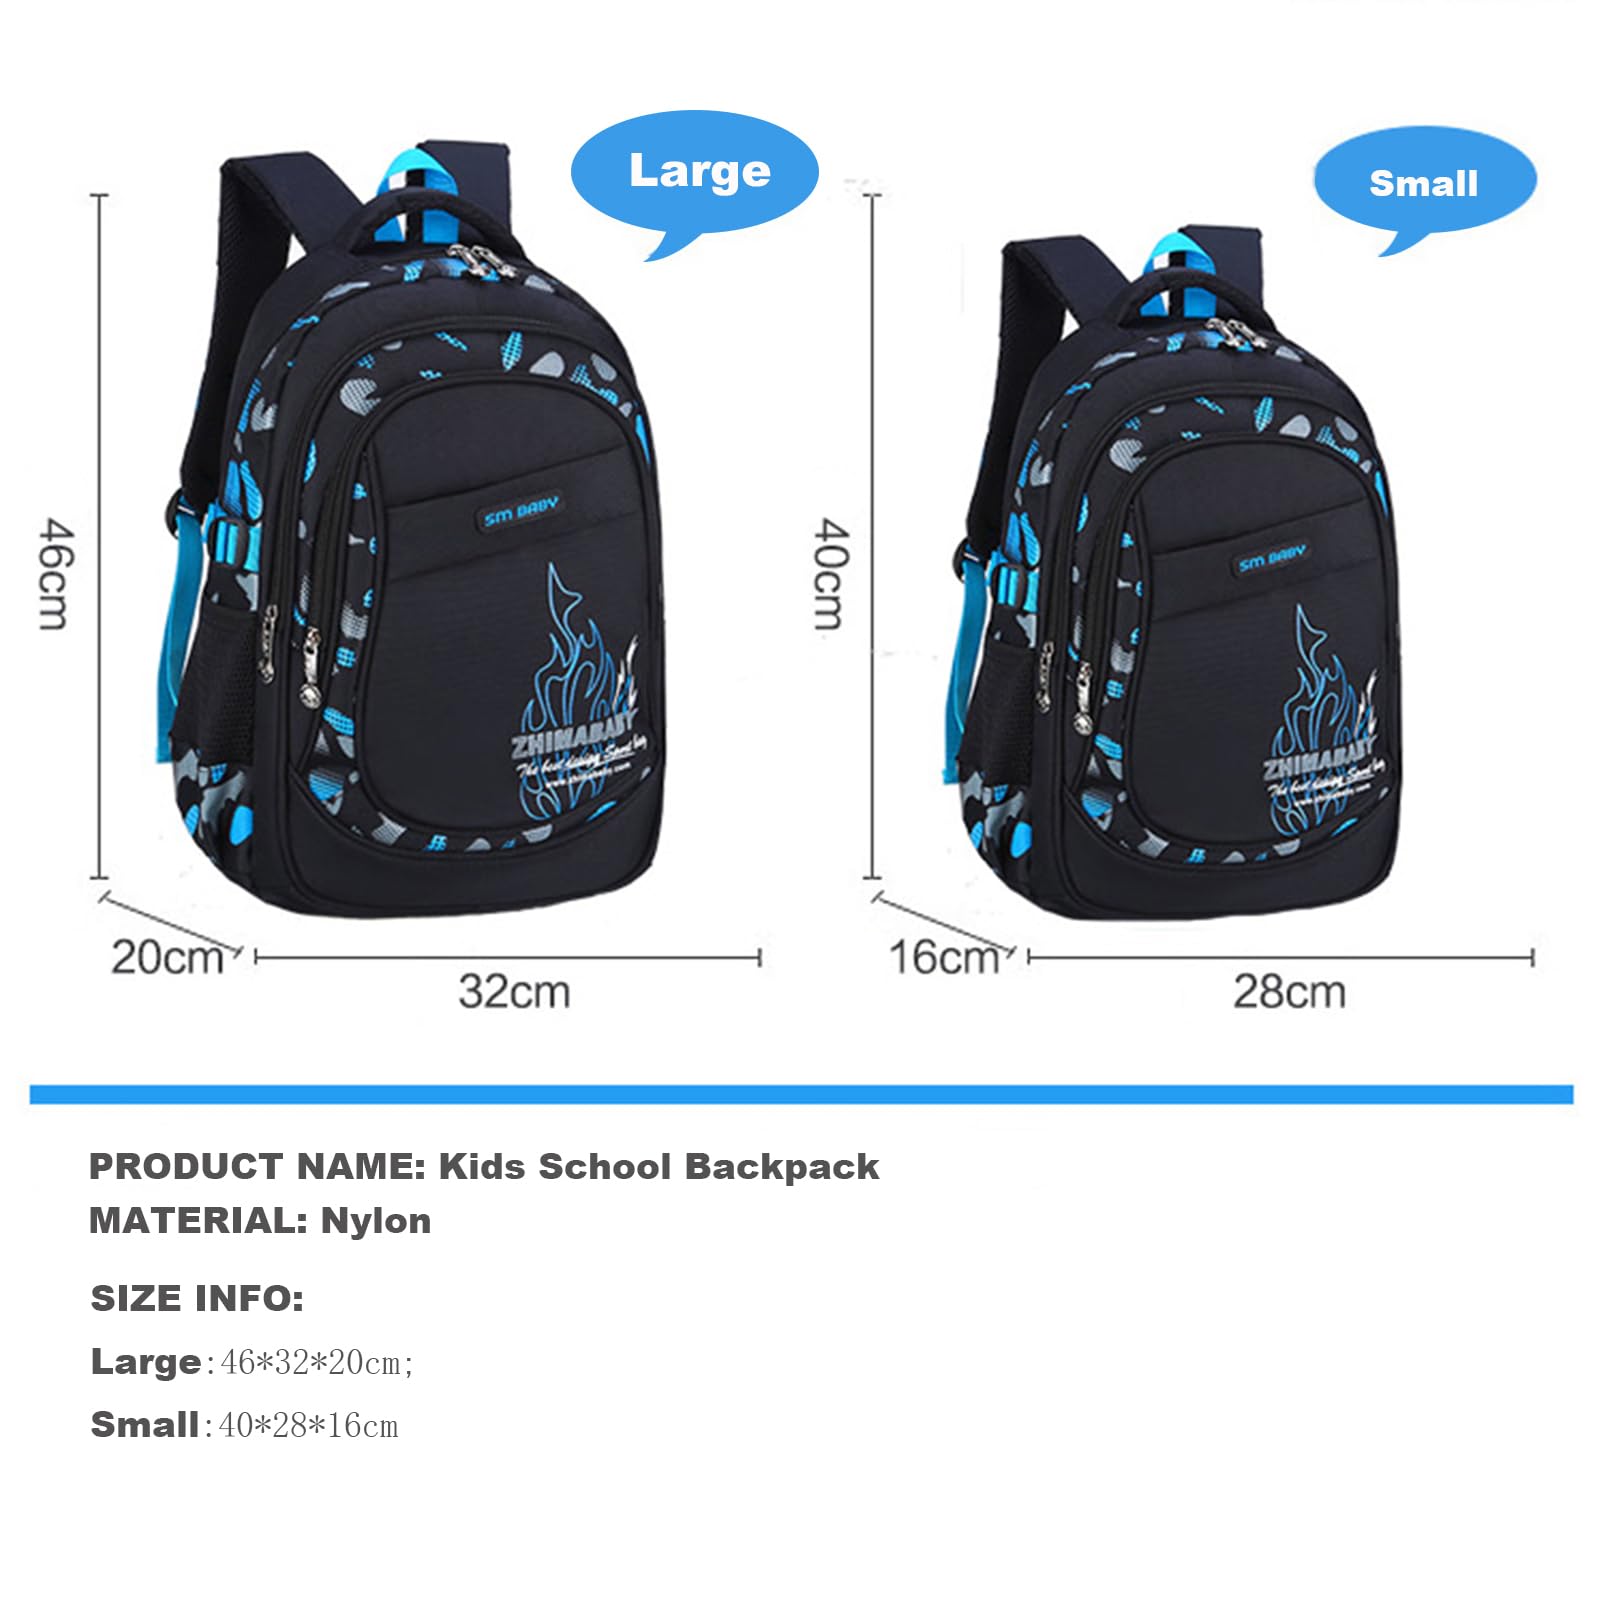 Large
Small
46cm
40cm
SM BABY
SM BABY
ZHIMABABY
ZHIMABABY
20cm
32cm
16cm
28cm
PRODUCT NAME: Kids School Backpack
MATERIAL: Nylon
SIZE INFO:
Large:46*32*20cm;
Small:40*28*16cm